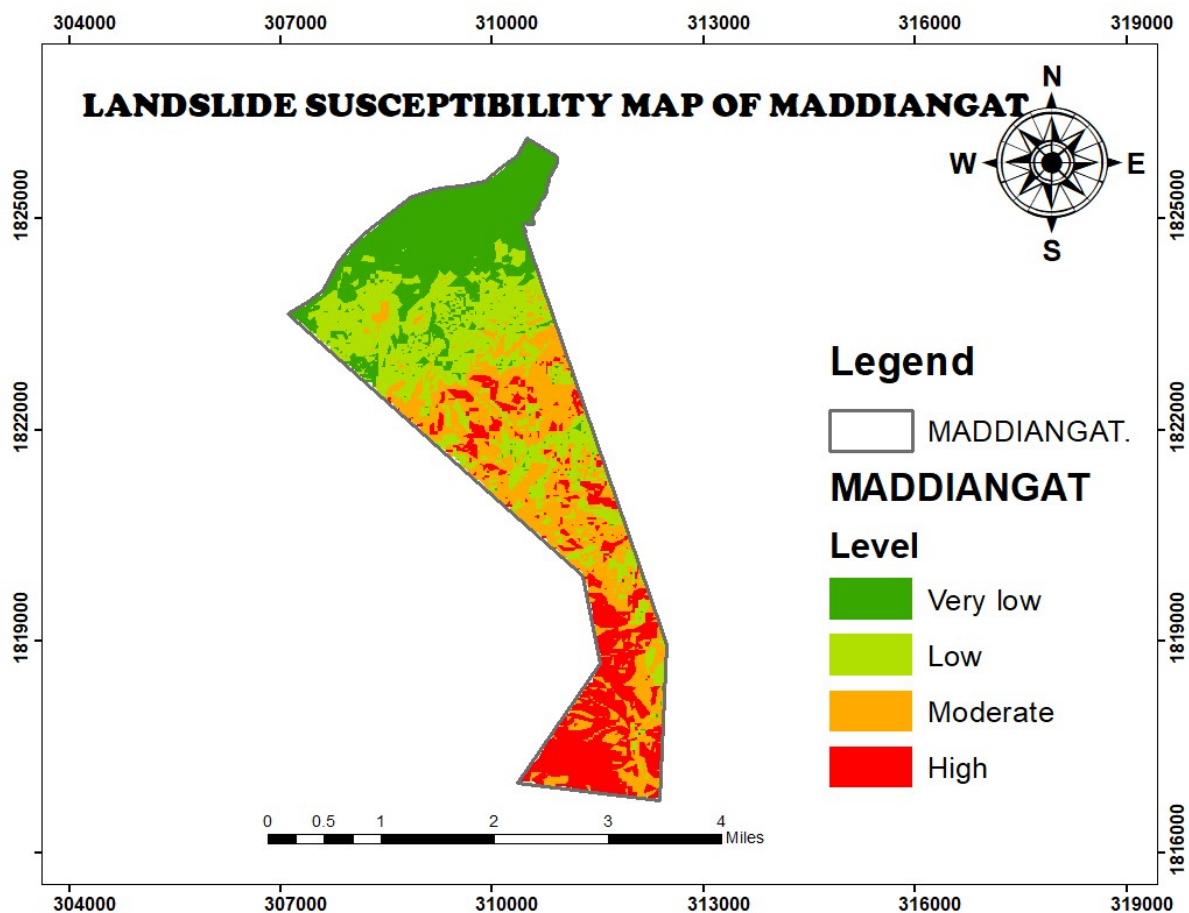 304000 307000 310000 313000 316000 319000
LANDSLIDE SUSCEPTIBILITY MAP OF MADDIANGAT
N
W E
S
1825000 1825000
Legend
MADDIANGAT.
1822000 1822000
MADDIANGAT
Level
Very low
Low
1819000 1819000
Moderate
High
0 0.5 1 2 3 4
Miles
1816000
304000 307000 310000 313000 316000 319000